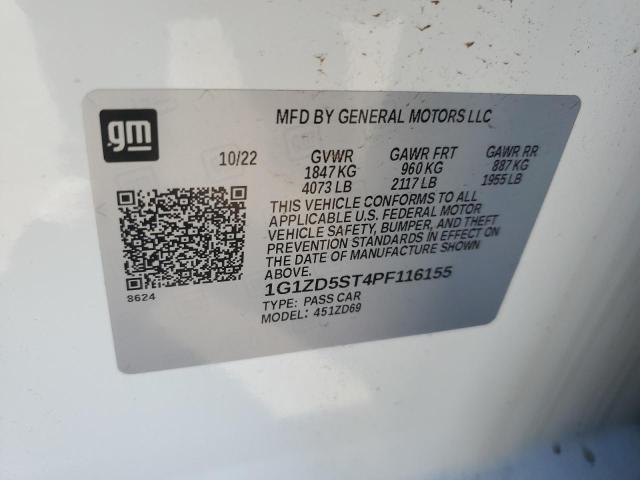 gm
MFD BY GENERAL MOTORS LLC
10/22 GVWR GAWR FRT GAWR RR
1847 KG 960 KG 887 KG
4073 LB 2117 LB 1955 LB
THIS VEHICLE CONFORMS TO ALL
APPLICABLE U.S. FEDERAL MOTOR
VEHICLE SAFETY, BUMPER, AND THEFT
PREVENTION STANDARDS IN EFFECT ON
THE DATE OF MANUFACTURE SHOWN
ABOVE.
1G1ZD5ST4PF116155
TYPE: PASS CAR
MODEL: 451ZD69
8624